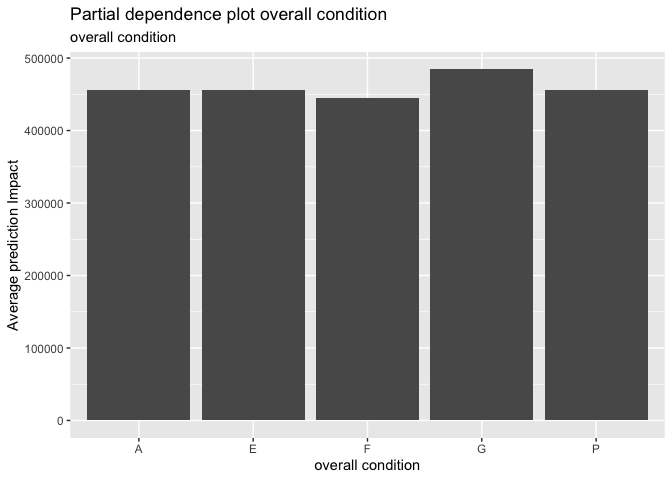 Partial dependence plot overall condition
overall condition
Average prediction Impact
500000
400000
300000
200000
100000
0
A E F G P
overall condition